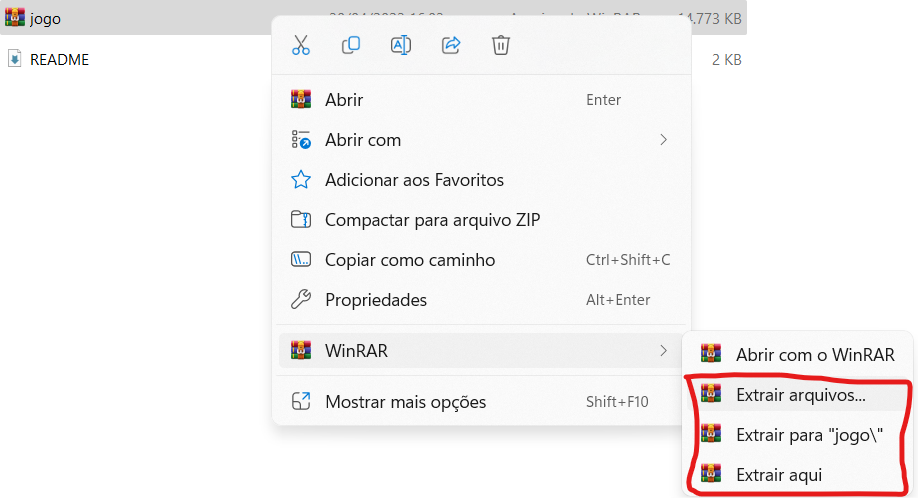 jogo
14.773 KB
README
2 KB
Abrir
Enter
Abrir com
Adicionar aos Favoritos
Compactar para arquivo ZIP
Copiar como caminho
Ctrl+Shift+C
Propriedades
Alt+Enter
WinRAR
Abrir com o WinRAR
Extrair arquivos...
Mostrar mais opções
Shift+F10
Extrair para "jogo\"
Extrair aqui